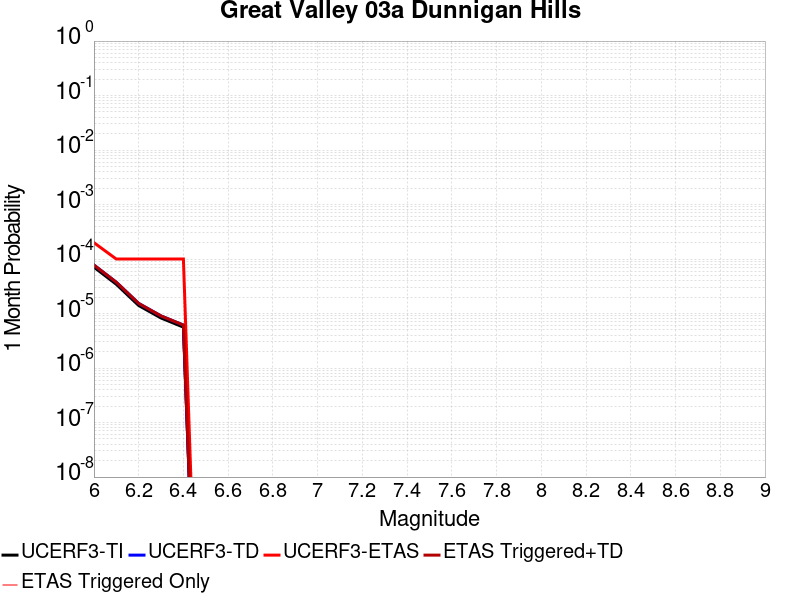 Great Valley 03a Dunnigan Hills
10^0
10^-1
10^-2
10^-3
10^-4
10^-5
10^-6
10^-7
10^-8
1 Month Probability
6 6.2 6.4 6.6 6.8 7 7.2 7.4 7.6 7.8 8 8.2 8.4 8.6 8.8 9
Magnitude
UCERF3-TI UCERF3-TD UCERF3-ETAS ETAS Triggered+TD
ETAS Triggered Only